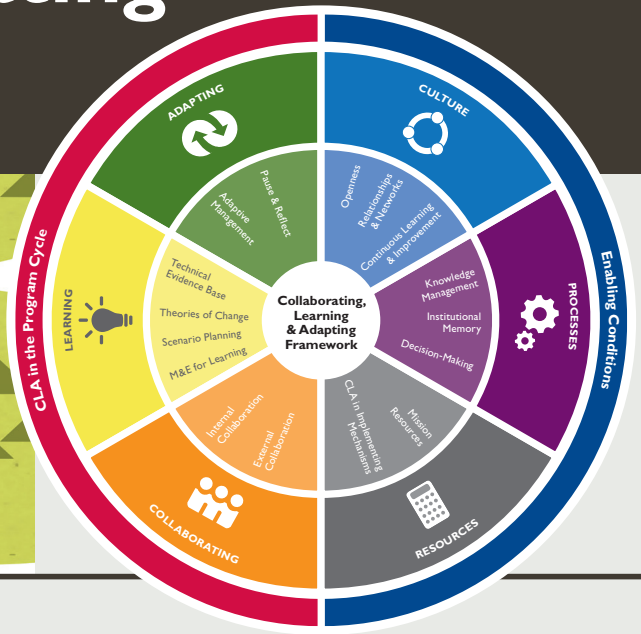 CLA in the Program Cycle
Enabling Conditions
ADAPTING
Adaptive
Management
Pause & Reflect
CULTURE
Openness
Relationships
& Networks
Continuous Learning
& Improvement
LEARNING
Technical
Evidence Base
Theories of Change
Scenario Planning
M&E for Learning
Collaborating,
Learning
& Adapting
Framework
PROCESSES
Knowledge
Management
Institutional
Memory
Decision-Making
COLLABORATING
Internal
Collaboration
External
Collaboration
RESOURCES
CLA in Implementing
Mechanisms
Mission
Resources